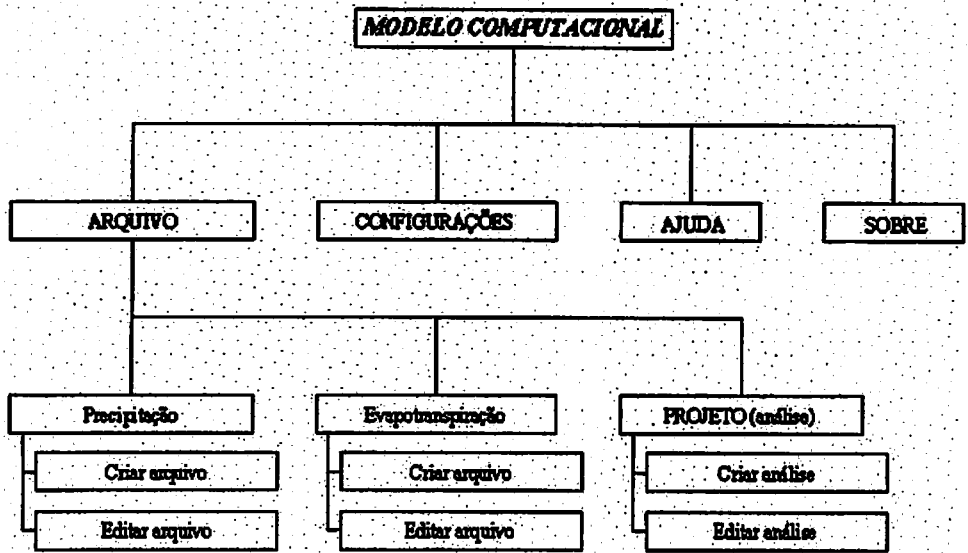 MODELO COMPUTACIONAL
ARQUIVO
CONFIGURAÇÕES
AJUDA
SOBRE
Precipitação
Evapotranspiração
PROJETO (análise)
Criar arquivo
Criar arquivo
Criar análise
Editar arquivo
Editar arquivo
Editar análise